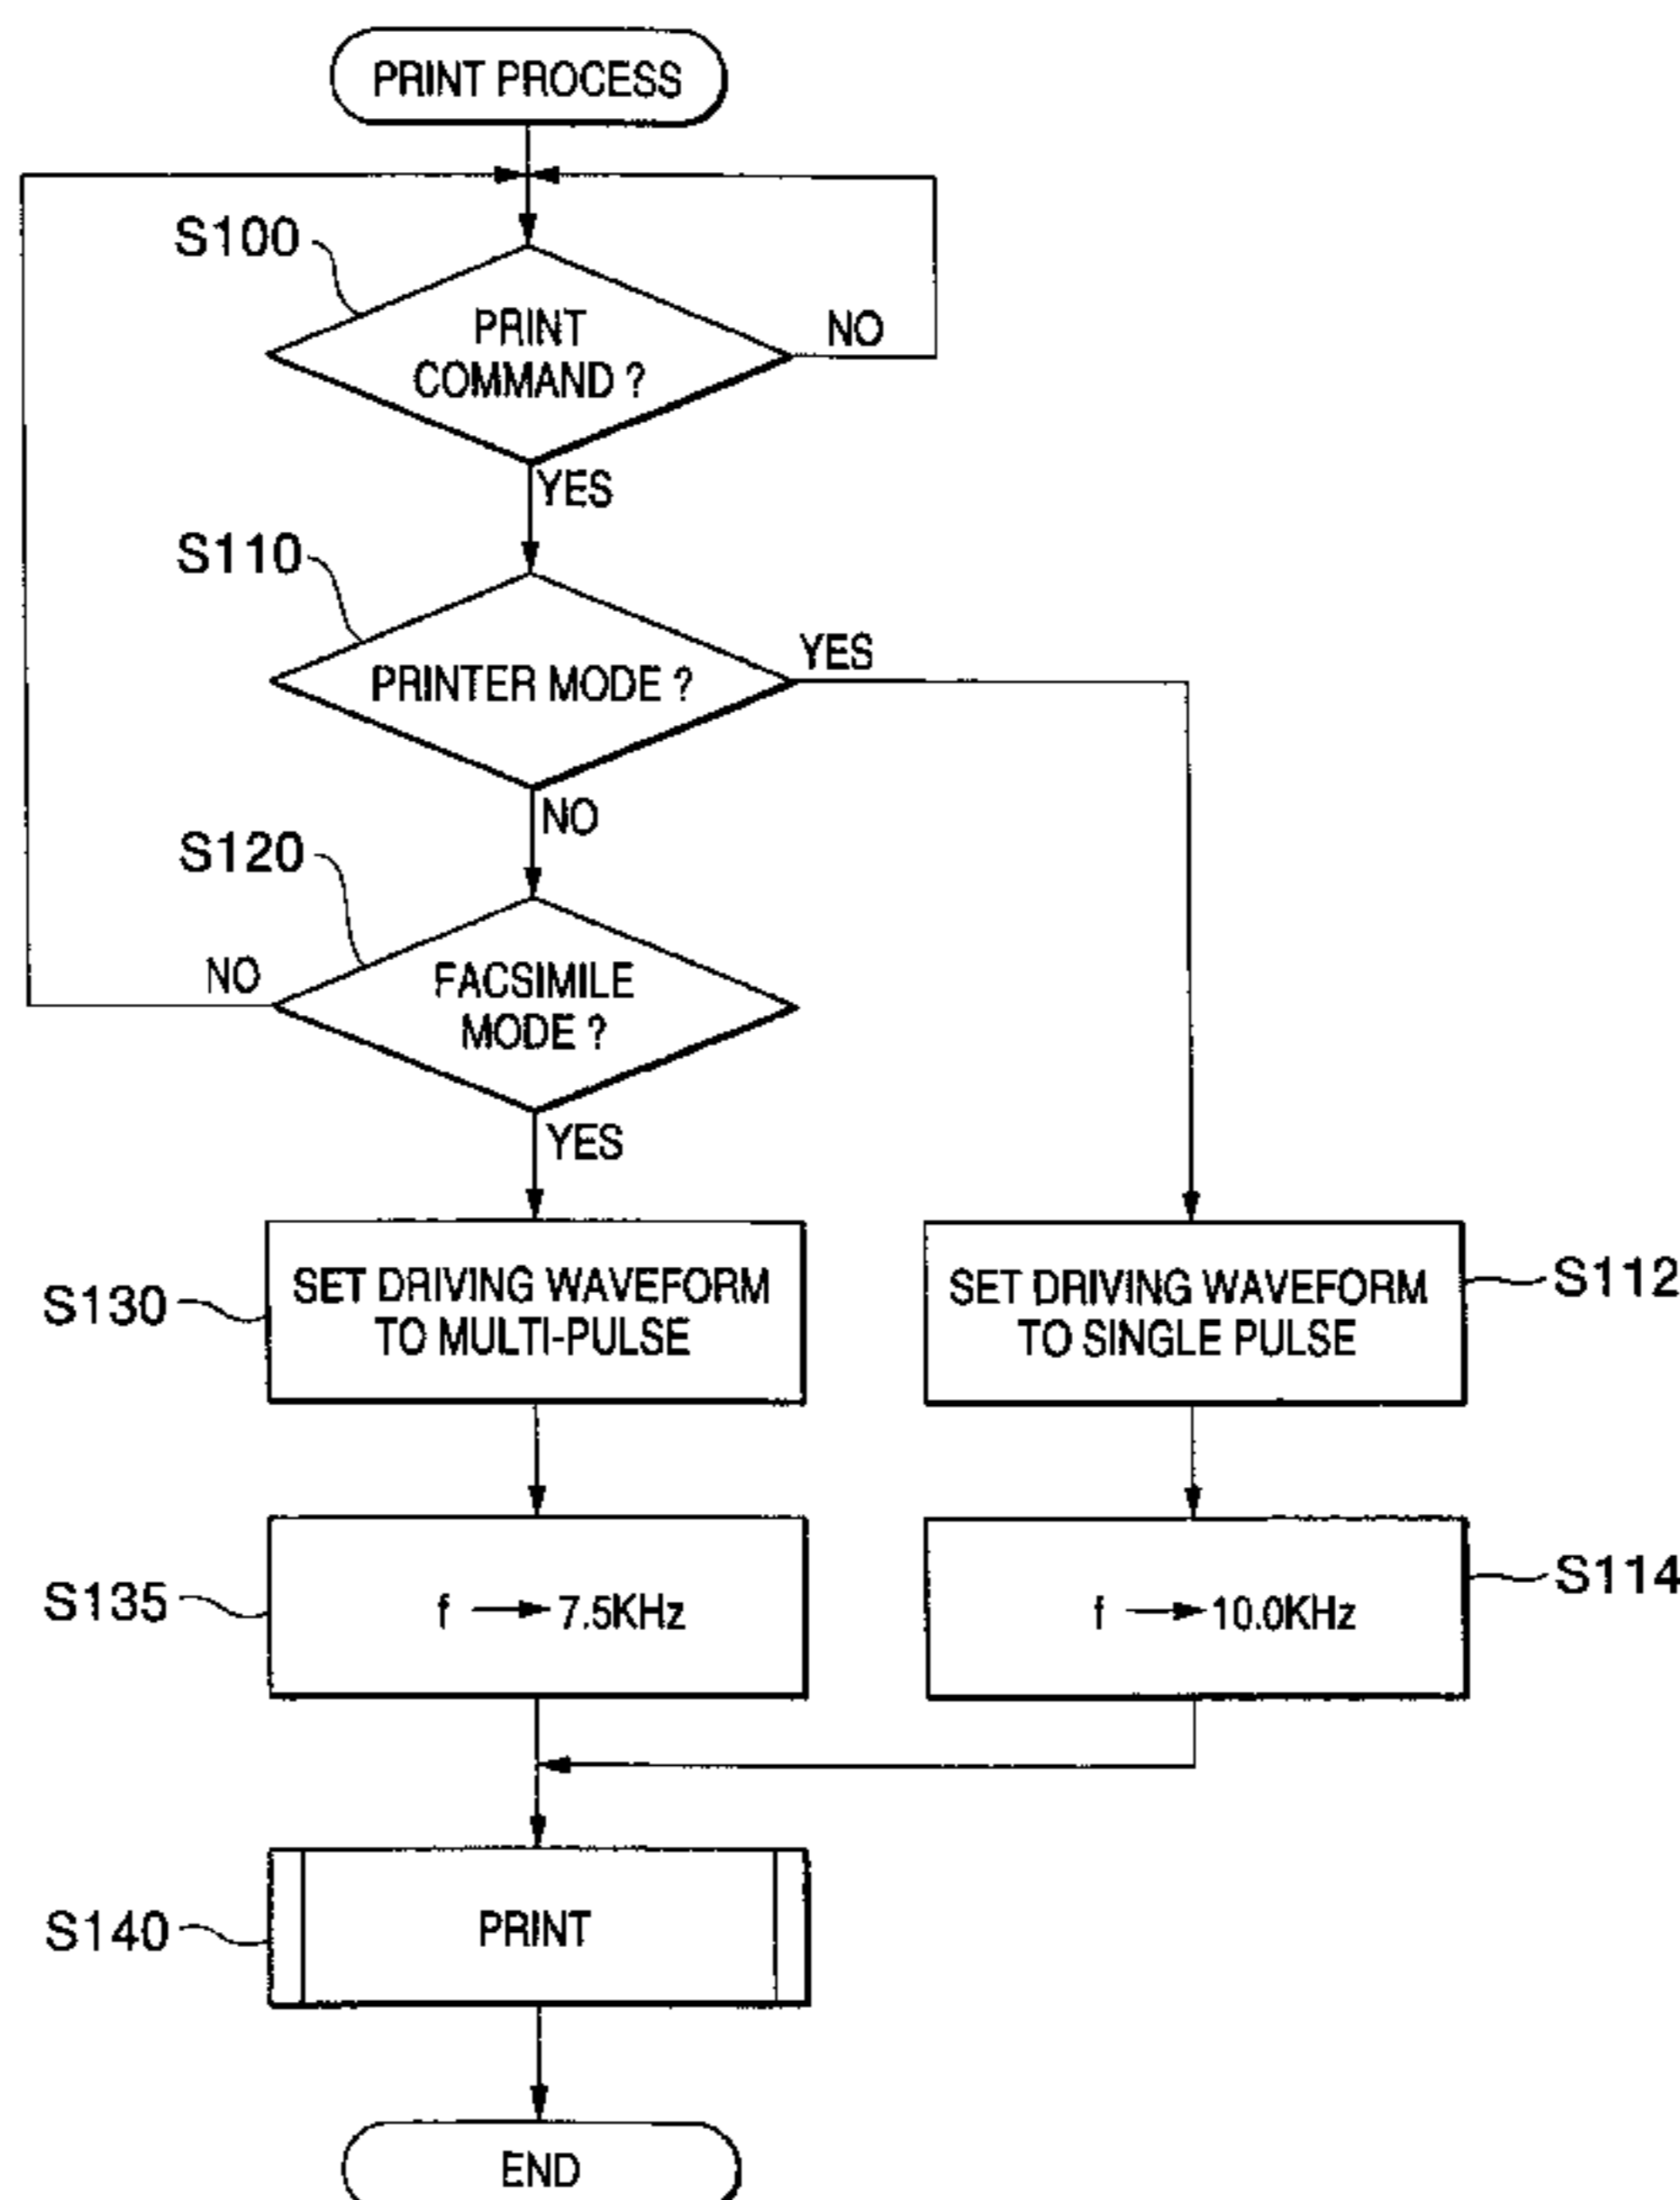 PRINT PROCESS
S100
PRINT
COMMAND ?
NO
YES
S110
PRINTER MODE ?
YES
NO
S120
NO
FACSIMILE
MODE ?
YES
S130
SET DRIVING WAVEFORM
TO MULTI-PULSE
SET DRIVING WAVEFORM
TO SINGLE PULSE
S112
S135
f → 7.5KHz
f → 10.0KHz
S114
S140
PRINT
END